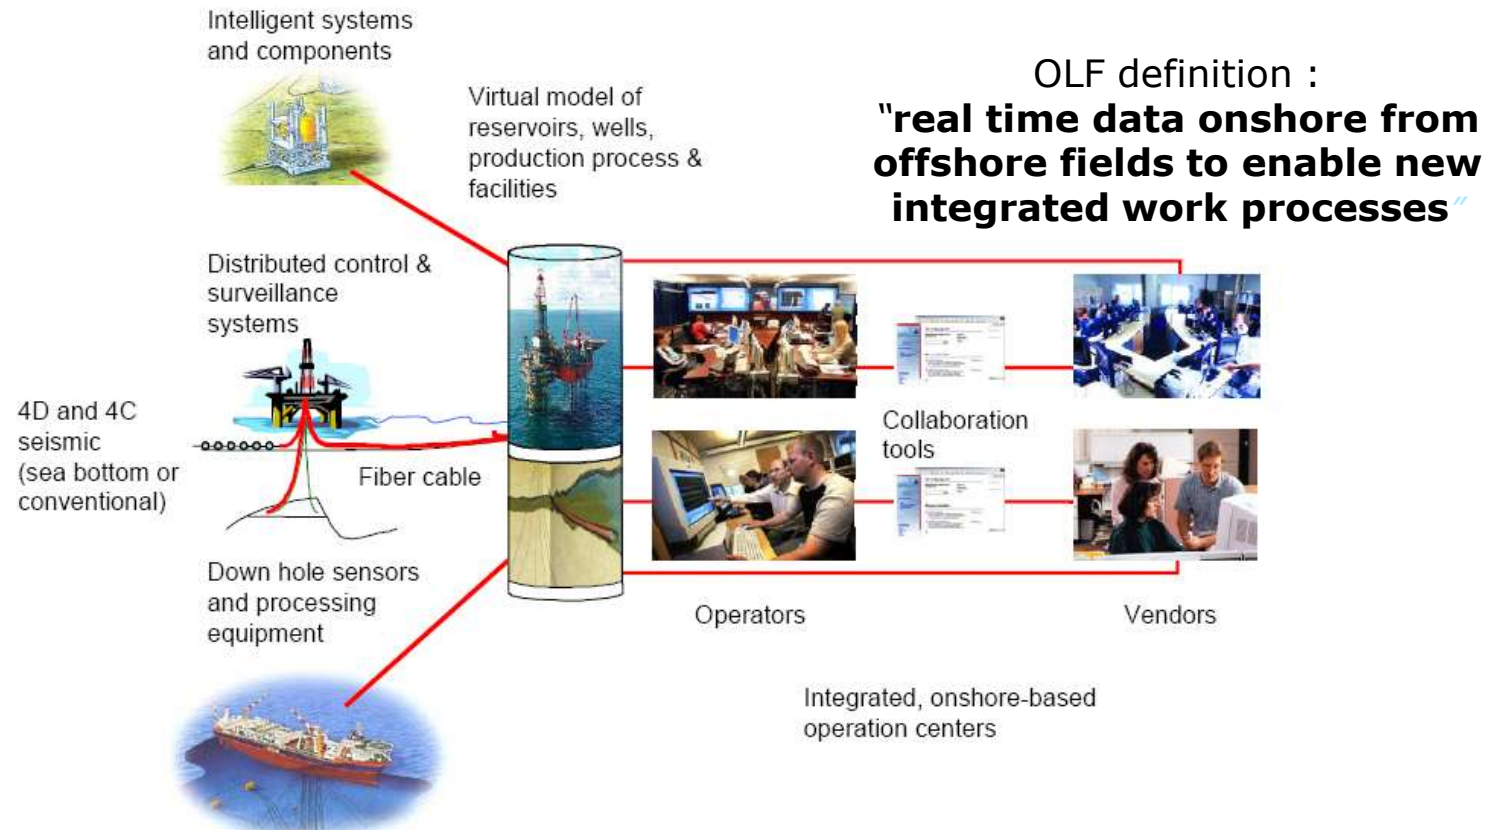 Intelligent systems
and components
Virtual model of
reservoirs, wells,
production process &
facilities
OLF definition :
“real time data onshore from
offshore fields to enable new
integrated work processes”
Distributed control &
surveillance
systems
4D and 4C
seismic
(sea bottom or
conventional)
Fiber cable
Collaboration
tools
Down hole sensors
and processing
equipment
Operators
Vendors
Integrated, onshore-based
operation centers